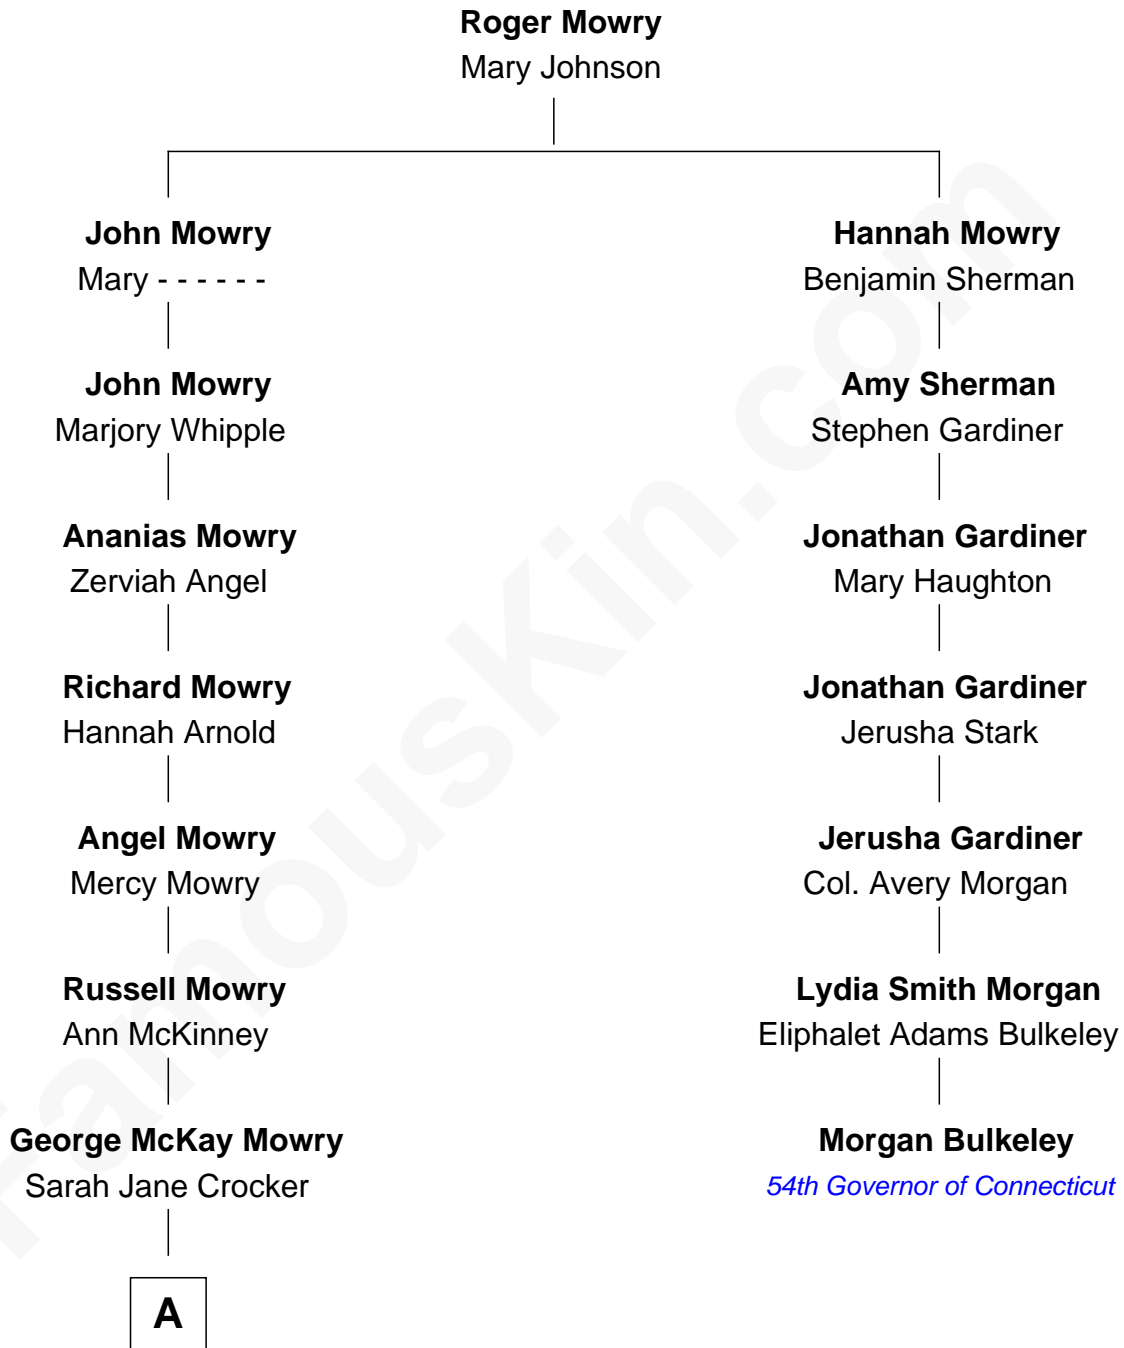 Roger Mowry
Mary Johnson
John Mowry
Mary - - - - - -
Hannah Mowry
Benjamin Sherman
John Mowry
Marjory Whipple
Amy Sherman
Stephen Gardiner
Ananias Mowry
Zerviah Angel
Jonathan Gardiner
Mary Haughton
Richard Mowry
Hannah Arnold
Jonathan Gardiner
Jerusha Stark
Angel Mowry
Mercy Mowry
Jerusha Gardiner
Col. Avery Morgan
Russell Mowry
Ann McKinney
Lydia Smith Morgan
Eliphalet Adams Bulkeley
George McKay Mowry
Sarah Jane Crocker
Morgan Bulkeley
54th Governor of Connecticut
A
FamousKin.com